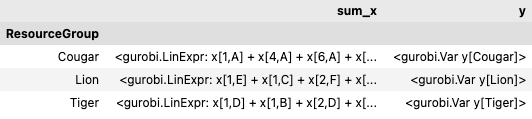 sum_x y
ResourceGroup
Cougar <gurobi.LinExpr: x[1,A] + x[4,A] + x[6,A] + x[... <gurobi.Var y[Cougar]>
Lion <gurobi.LinExpr: x[1,E] + x[1,C] + x[2,F] + x[... <gurobi.Var y[Lion]>
Tiger <gurobi.LinExpr: x[1,D] + x[1,B] + x[2,D] + x[... <gurobi.Var y[Tiger]>